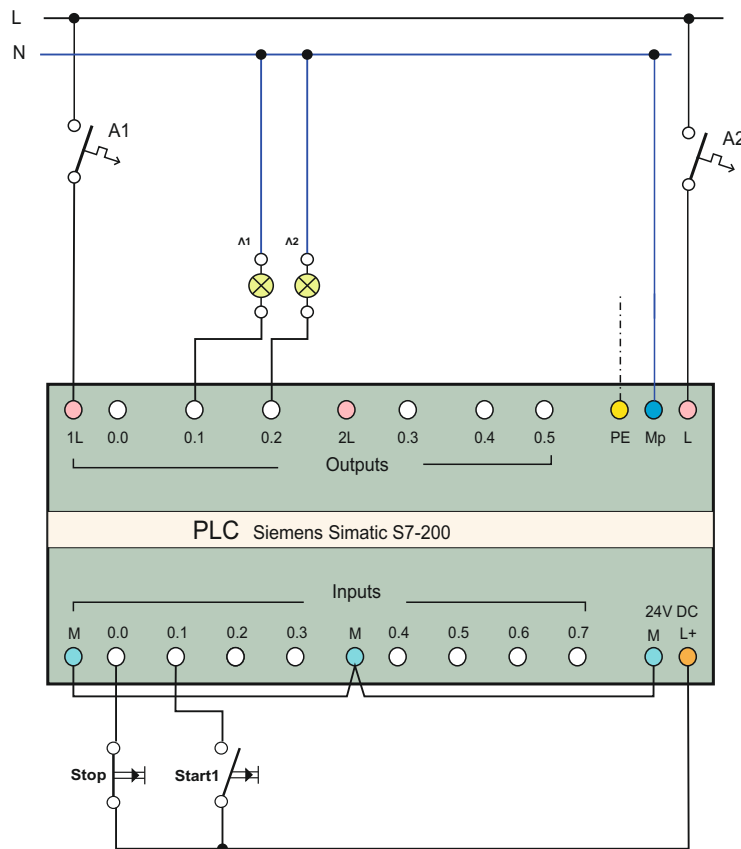 L
N
A1
A2
Λ1 Λ2
1L 0.0 0.1 0.2 2L 0.3 0.4 0.5 PE Mp L
Outputs
PLC Siemens Simatic S7-200
Inputs
24V DC
M 0.0 0.1 0.2 0.3 M 0.4 0.5 0.6 0.7 M L+
Stop Start1